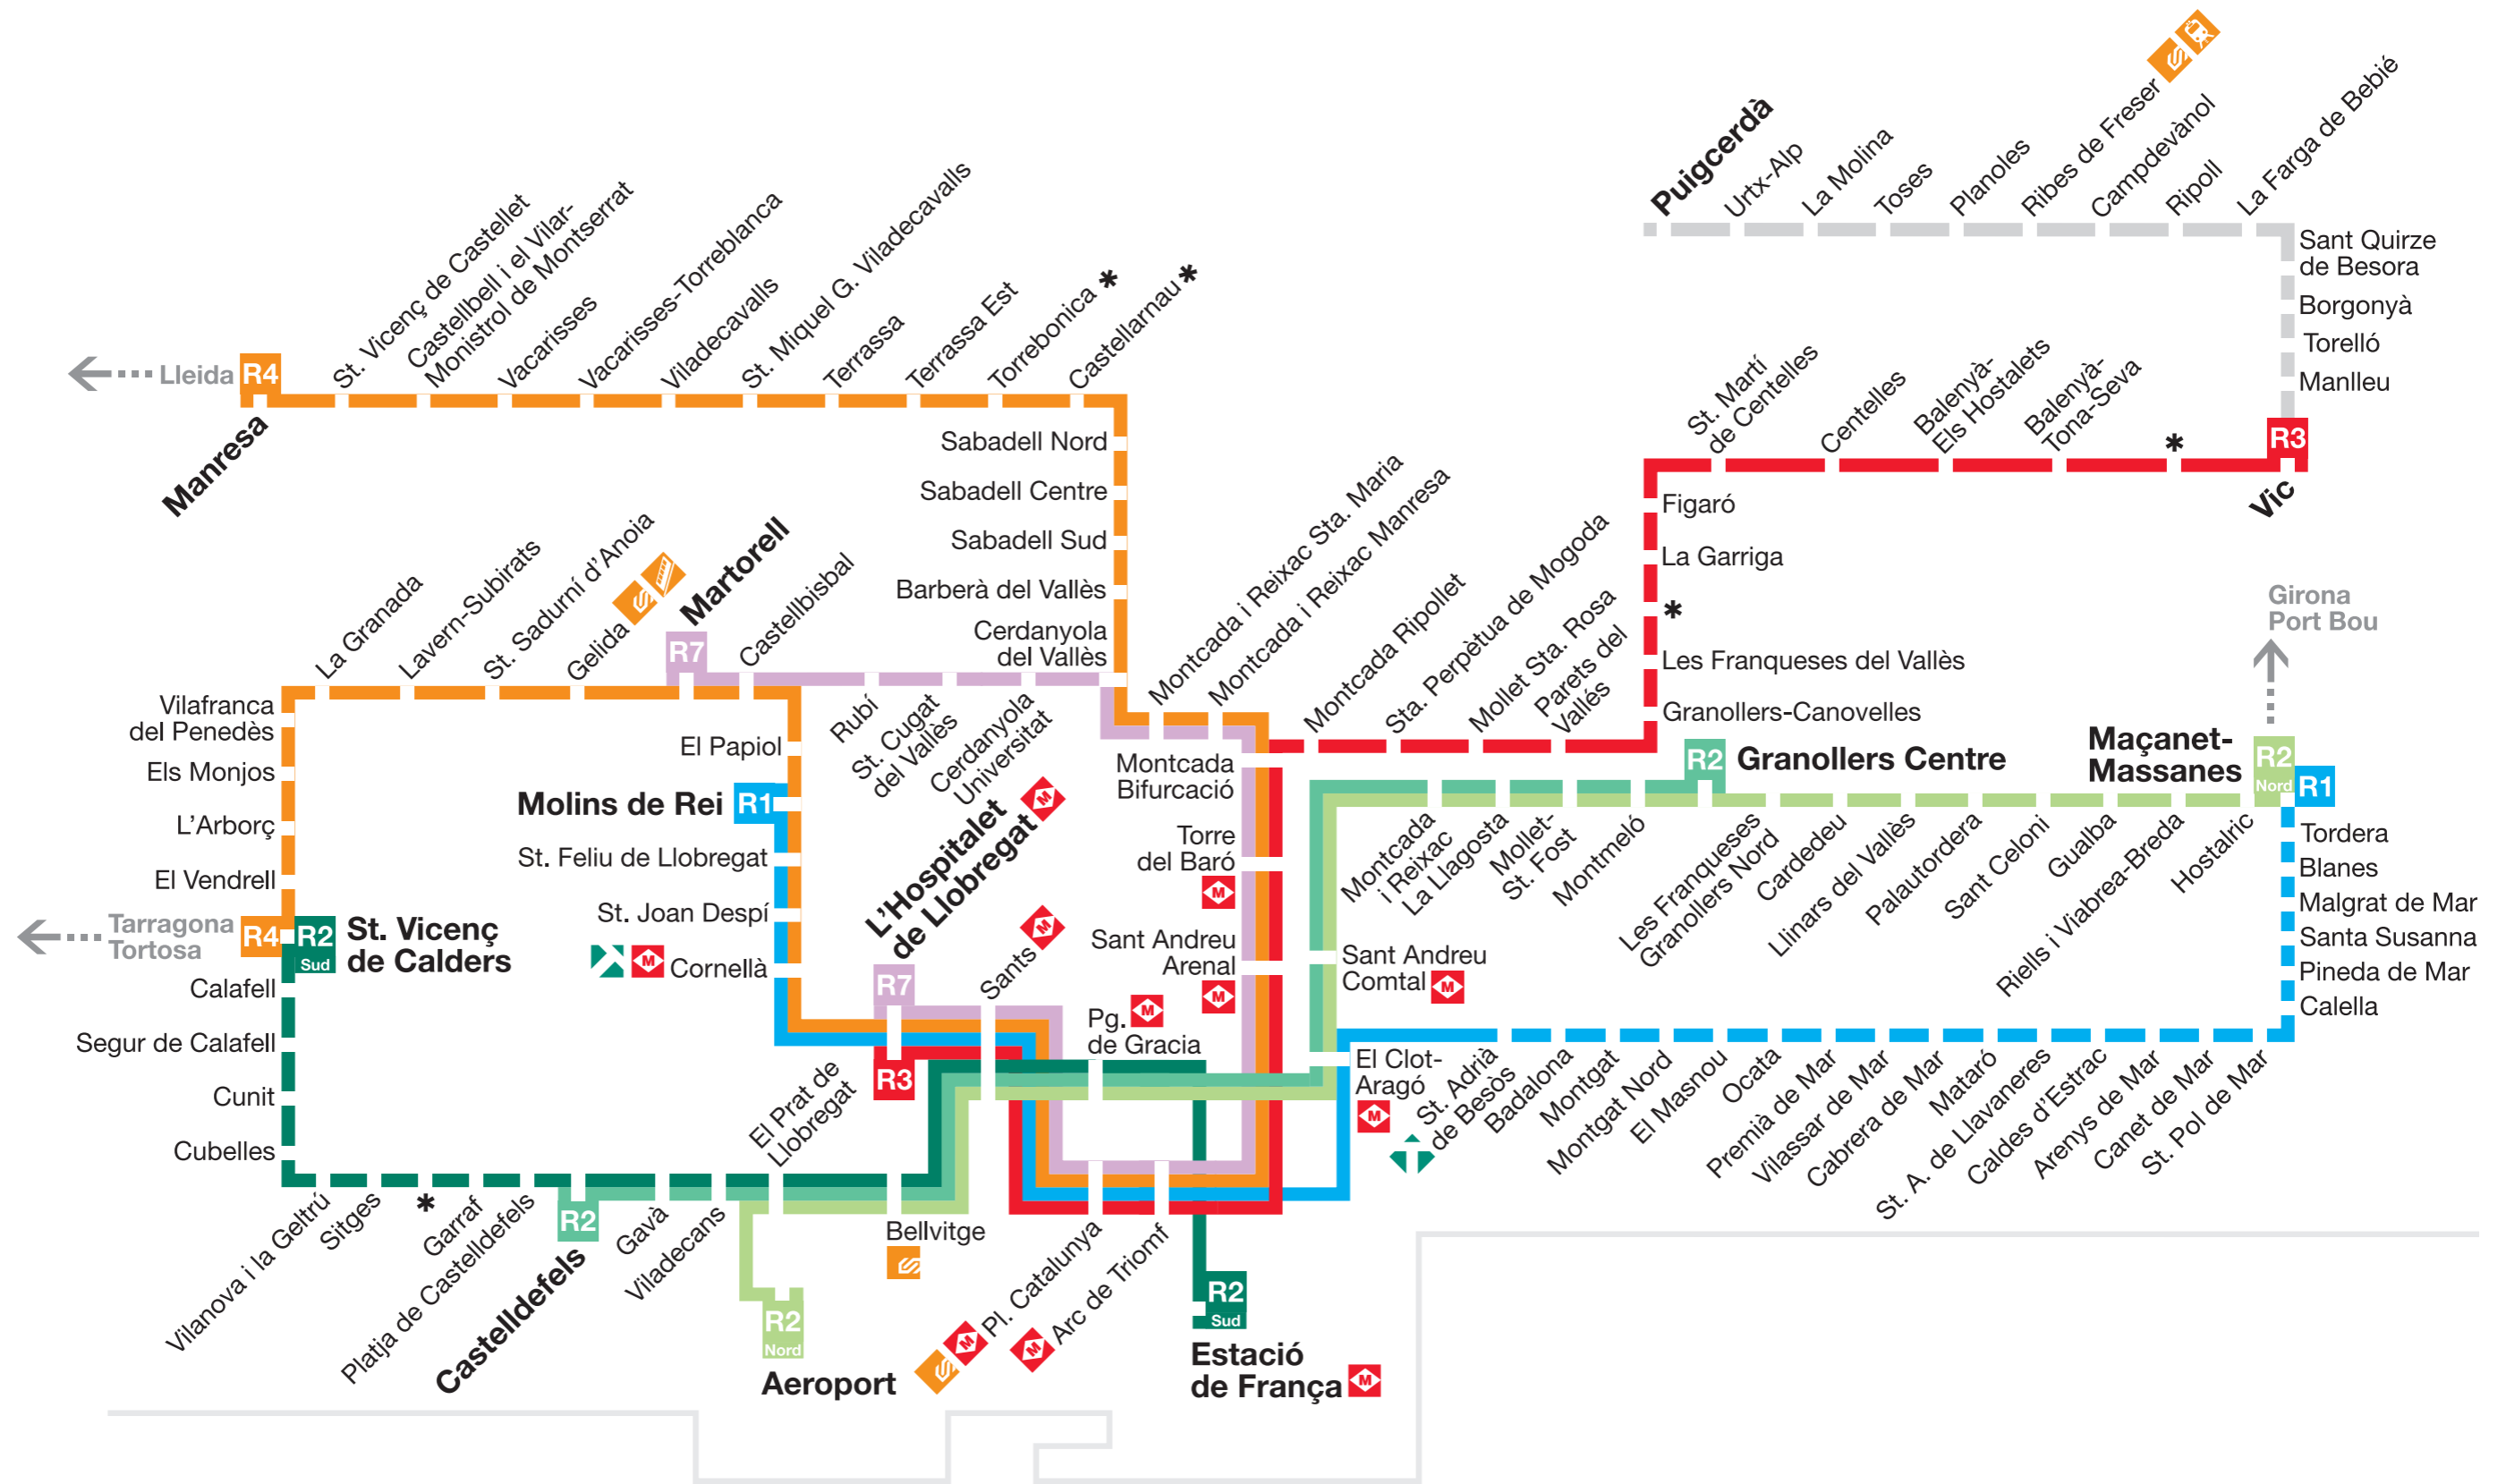 Puigcerdà
Urtx-Alp
La Molina
Toses
Planoles
Ribes de Freser
Campdevànol
Ripoll
La Farga de Bebié
Sant Quirze
de Besora
Borgonyà
Torelló
Manlleu
R3
Vic
Lleida
R4
Manresa
St. Vicenç de Castellet
Castellbell i el Vilar-
Monistrol de Montserrat
Vacarisses
Vacarisses-Torreblanca
Viladecavalls
St. Miquel G. Viladecavalls
Terrassa
Terrassa Est
Torrebonica *
Castellarnau *
Sabadell Nord
Sabadell Centre
Sabadell Sud
Barberà del Vallès
Cerdanyola
del Vallès
Montcada i Reixac Sta. Maria
Montcada i Reixac Manresa
Montcada Ripollet
Sta. Perpètua de Mogoda
Mollet Sta. Rosa
Parets del
Vallés
St. Martí
de Centelles
Centelles
Balenyà-
Els Hostalets
Balenyà-
Tona-Seva
*
Figaró
La Garriga
*
Les Franqueses del Vallès
Granollers-Canovelles
La Granada
Lavern-Subirats
St. Sadurní d'Anoia
Gelida
Martorell
R7
Castellbisbal
Rubí
St. Cugat
del Vallès
Cerdanyola
Universitat
Vilafranca
del Penedès
Els Monjos
L'Arborç
El Vendrell
Tarragona
Tortosa
R4
R2
Sud
St. Vicenç
de Calders
Calafell
Segur de Calafell
Cunit
Cubelles
El Papiol
Molins de Rei
R1
St. Feliu de Llobregat
St. Joan Despí
M
Cornellà
L'Hospitalet
de Llobregat
M
R7
R3
Sants
M
Pg.
de Gracia
M
Montcada
Bifurcació
Torre
del Baró
M
Sant Andreu
Arenal
M
R2
Granollers Centre
Maçanet-
Massanes
Girona
Port Bou
R2
Nord
R1
Montcada
i Reixac
La Llagosta
Mollet-
St. Fost
Montmeló
Les Franqueses
Granollers Nord
Cardedeu
Llinars del Vallès
Palautordera
Sant Celoni
Gualba
Riells i Viabrea-Breda
Hostalric
Tordera
Blanes
Malgrat de Mar
Santa Susanna
Pineda de Mar
Calella
Sant Andreu
Comtal
M
El Clot-
Aragó
M
St. Adrià
de Besòs
Badalona
Montgat
Montgat Nord
El Masnou
Ocata
Premià de Mar
Vilassar de Mar
Cabrera de Mar
Mataró
St. A. de Llavaneres
Caldes d'Estrac
Arenys de Mar
Canet de Mar
St. Pol de Mar
Vilanova i la Geltrú
Sitges
*
Garraf
Platja de Castelldefels
R2
Castelldefels
Gavà
Viladecans
El Prat de
Llobregat
Bellvitge
R2
Nord
Aeroport
M
Pl. Catalunya
M
Arc de Triomf
R2
Sud
Estació
de França
M